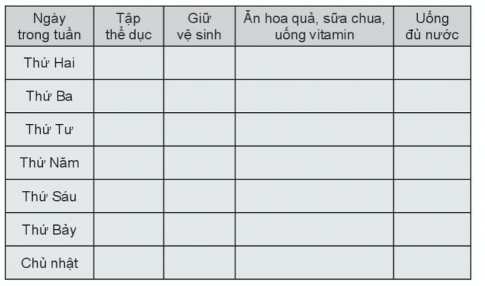 Ngày Tập Giữ Ăn hoa quả, sữa chua, Uống
trong tuần thể dục vệ sinh uống vitamin đủ nước
Thứ Hai
Thứ Ba
Thứ Tư
Thứ Năm
Thứ Sáu
Thứ Bảy
Chủ nhật